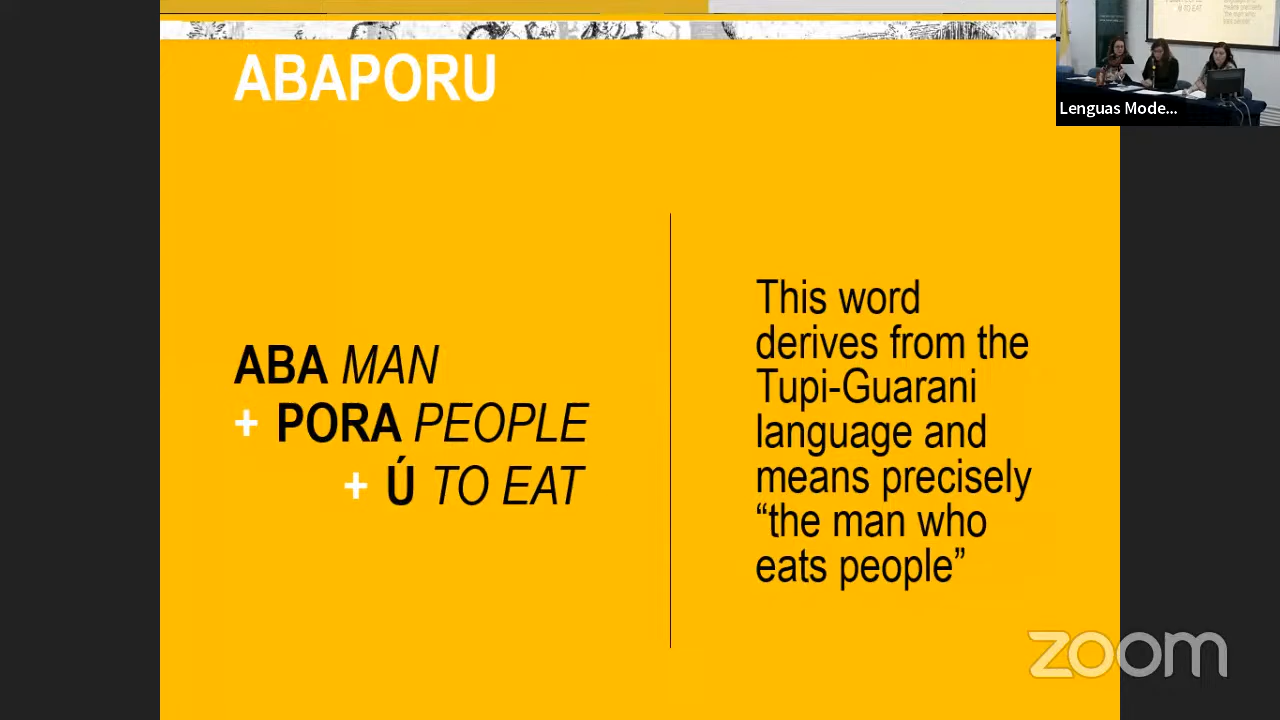 ABAPORU
ABA MAN
+ PORA PEOPLE
+ Ú TO EAT
This word
derives from the
Tupi-Guarani
language and
means precisely
“the man who
eats people”
Lenguas Mode...
zoom